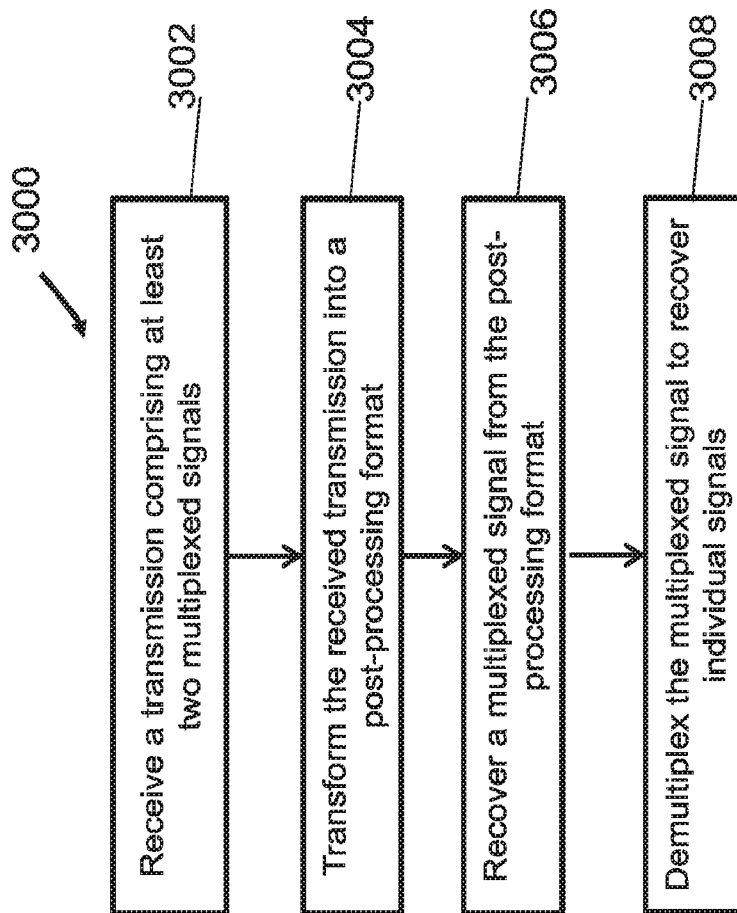 3000
Receive a transmission comprising at least
two multiplexed signals
3002
Transform the received transmission into a
post-processing format
3004
Recover a multiplexed signal from the post-
processing format
3006
Demultiplex the multiplexed signal to recover
individual signals
3008